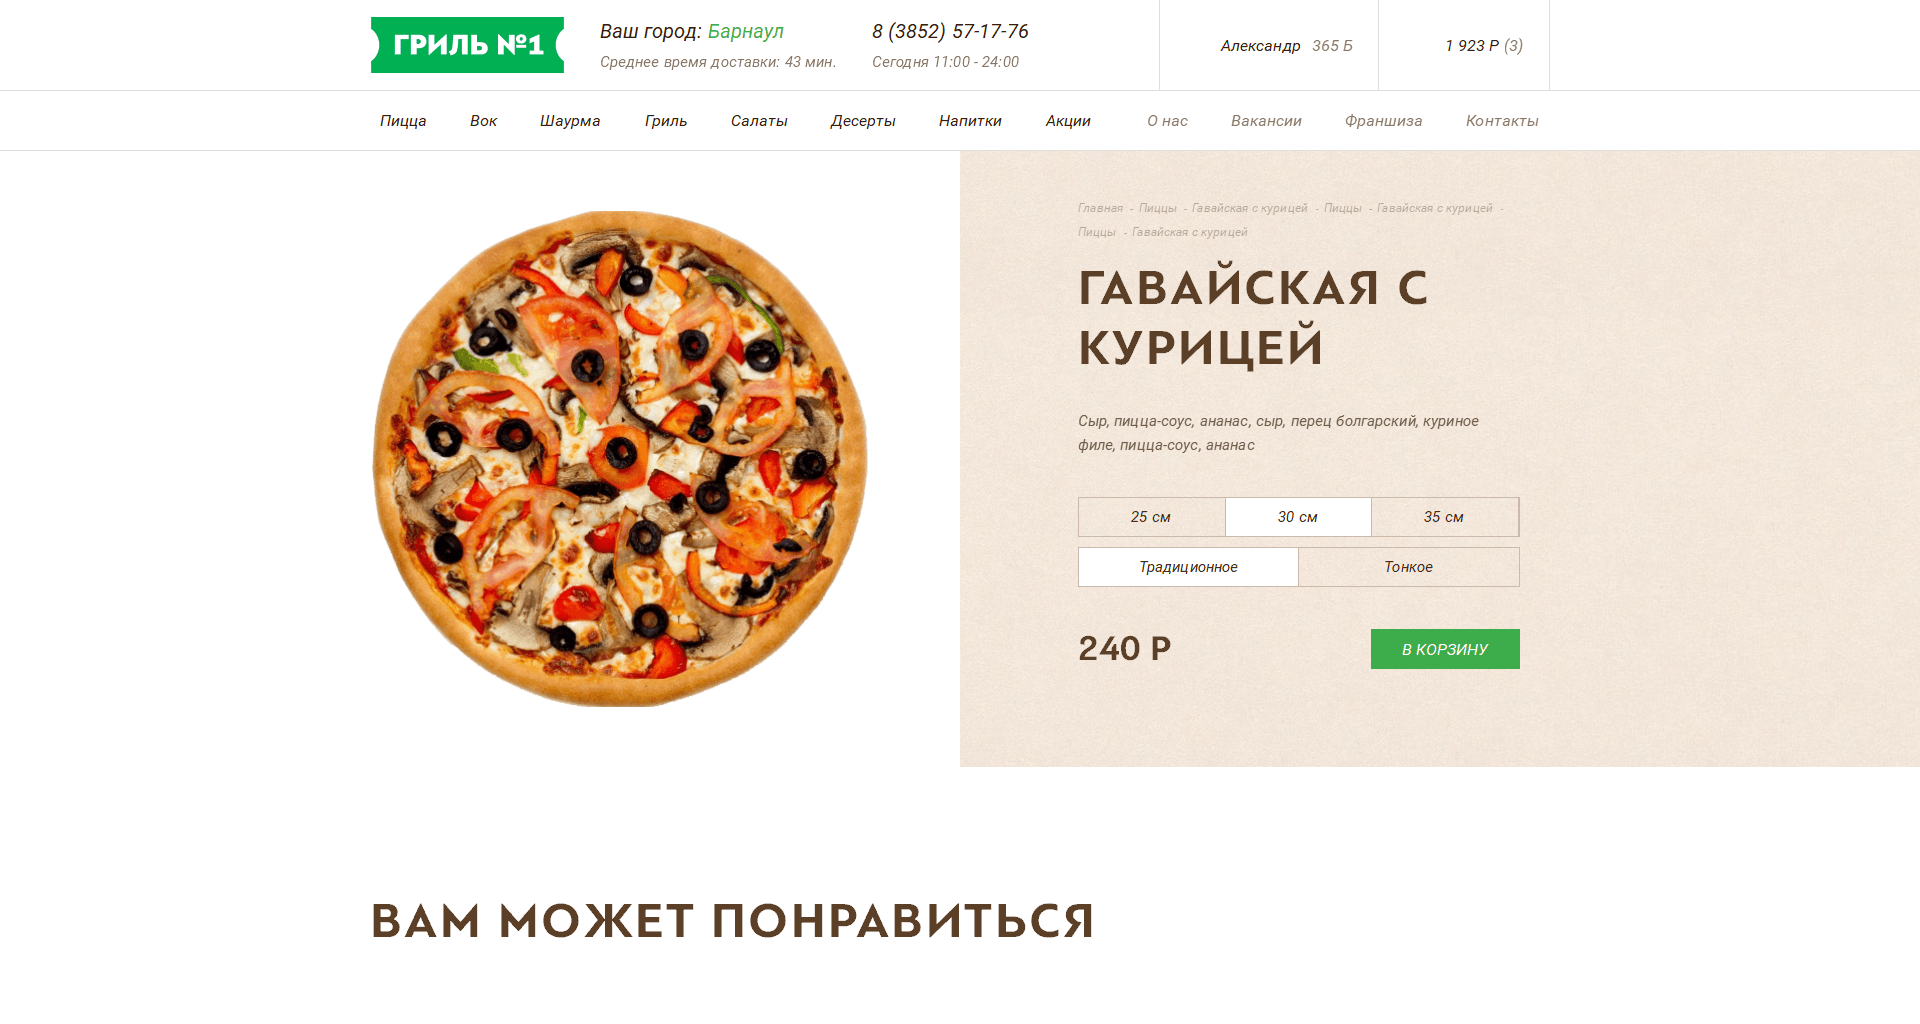 ГРИЛЬ №1
Ваш город: Барнаул
Среднее время доставки: 43 мин.
8 (3852) 57-17-76
Сегодня 11:00 - 24:00
Александр 365 Б
1 923 Р (3)
Пицца Вок Шаурма Гриль Салаты Десерты Напитки Акции О нас Вакансии Франшиза Контакты
Главная - Пиццы - Гавайская с курицей - Пиццы - Гавайская с курицей -
Пиццы - Гавайская с курицей
ГАВАЙСКАЯ С
КУРИЦЕЙ
Сыр, пицца-соус, ананас, сыр, перец болгарский, куриное
филе, пицца-соус, ананас
25 см 30 см 35 см
Традиционное Тонкое
240 Р В КОРЗИНУ
ВАМ МОЖЕТ ПОНРАВИТЬСЯ